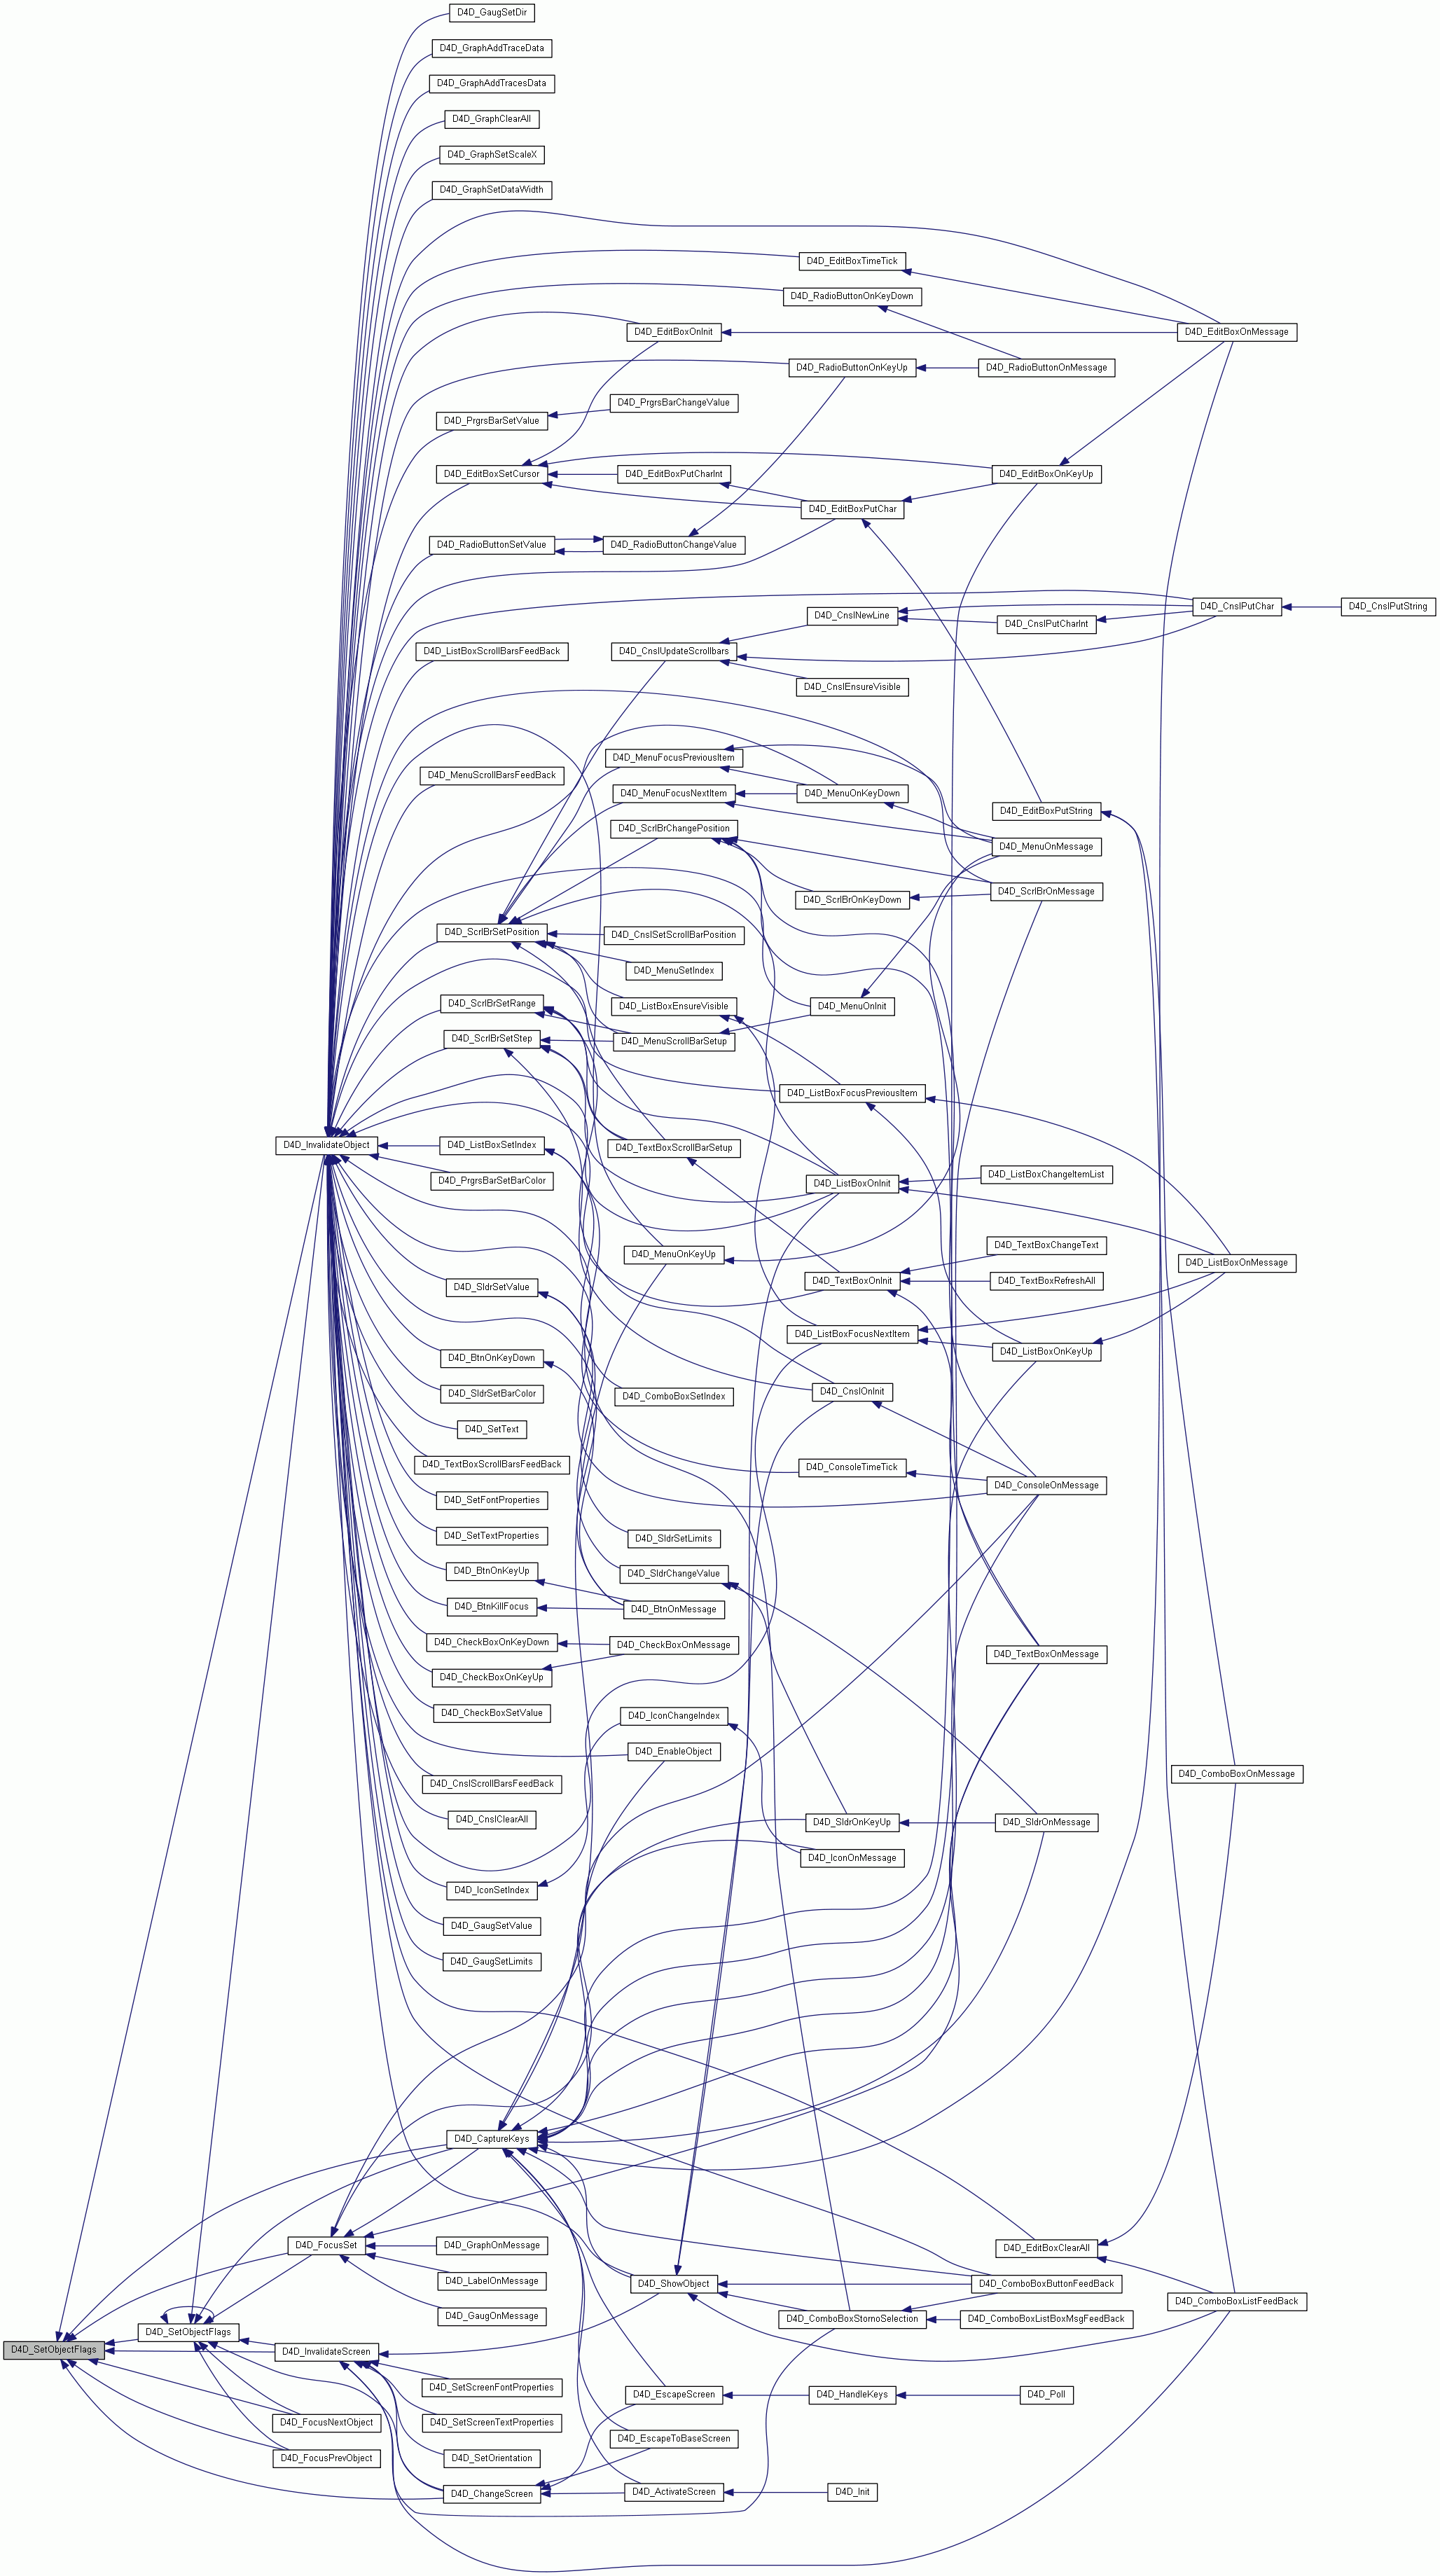 D4D_GaugSetDir
D4D_GraphAddTraceData
D4D_GraphAddTracesData
D4D_GraphClearAll
D4D_GraphSetScaleX
D4D_GraphSetDataWidth
D4D_EditBoxTimeTick
D4D_RadioButtonOnKeyDown
D4D_EditBoxOnInit
D4D_EditBoxOnMessage
D4D_RadioButtonOnKeyUp
D4D_RadioButtonOnMessage
D4D_PrgrsBarChangeValue
D4D_PrgrsBarSetValue
D4D_EditBoxSetCursor
D4D_EditBoxPutCharInt
D4D_EditBoxOnKeyUp
D4D_EditBoxPutChar
D4D_RadioButtonSetValue
D4D_RadioButtonChangeValue
D4D_CnslPutChar
D4D_CnslPutString
D4D_CnslNewLine
D4D_CnslPutCharInt
D4D_ListBoxScrollBarsFeedBack
D4D_CnslUpdateScrollbars
D4D_CnslEnsureVisible
D4D_MenuFocusPreviousItem
D4D_MenuScrollBarsFeedBack
D4D_MenuFocusNextItem
D4D_MenuOnKeyDown
D4D_EditBoxPutString
D4D_ScrlBrChangePosition
D4D_MenuOnMessage
D4D_ScrlBrOnKeyDown
D4D_ScrlBrOnMessage
D4D_ScrlBrSetPosition
D4D_CnslSetScrollBarPosition
D4D_MenuSetIndex
D4D_ScrlBrSetRange
D4D_ListBoxEnsureVisible
D4D_MenuOnInit
D4D_ScrlBrSetStep
D4D_MenuScrollBarSetup
D4D_ListBoxFocusPreviousItem
D4D_InvalidateObject
D4D_ListBoxSetIndex
D4D_TextBoxScrollBarSetup
D4D_PrgrsBarSetBarColor
D4D_ListBoxOnInit
D4D_ListBoxChangeItemList
D4D_MenuOnKeyUp
D4D_TextBoxChangeText
D4D_ListBoxOnMessage
D4D_SldrSetValue
D4D_TextBoxOnInit
D4D_TextBoxRefreshAll
D4D_ListBoxFocusNextItem
D4D_ListBoxOnKeyUp
D4D_BtnOnKeyDown
D4D_SldrSetBarColor
D4D_ComboBoxSetIndex
D4D_CnslOnInit
D4D_SetText
D4D_TextBoxScrollBarsFeedBack
D4D_ConsoleTimeTick
D4D_ConsoleOnMessage
D4D_SetFontProperties
D4D_SetTextProperties
D4D_SldrSetLimits
D4D_BtnOnKeyUp
D4D_SldrChangeValue
D4D_BtnKillFocus
D4D_BtnOnMessage
D4D_CheckBoxOnKeyDown
D4D_CheckBoxOnMessage
D4D_TextBoxOnMessage
D4D_CheckBoxOnKeyUp
D4D_CheckBoxSetValue
D4D_IconChangeIndex
D4D_EnableObject
D4D_CnslScrollBarsFeedBack
D4D_ComboBoxOnMessage
D4D_CnslClearAll
D4D_SldrOnKeyUp
D4D_SldrOnMessage
D4D_IconOnMessage
D4D_IconSetIndex
D4D_GaugSetValue
D4D_GaugSetLimits
D4D_CaptureKeys
D4D_FocusSet
D4D_GraphOnMessage
D4D_EditBoxClearAll
D4D_LabelOnMessage
D4D_ShowObject
D4D_ComboBoxButtonFeedBack
D4D_ComboBoxListFeedBack
D4D_GaugOnMessage
D4D_ComboBoxStornoSelection
D4D_ComboBoxListBoxMsgFeedBack
D4D_SetObjectFlags
D4D_SetObjectFlags
D4D_InvalidateScreen
D4D_SetScreenFontProperties
D4D_EscapeScreen
D4D_HandleKeys
D4D_Poll
D4D_FocusNextObject
D4D_SetScreenTextProperties
D4D_EscapeToBaseScreen
D4D_FocusPrevObject
D4D_SetOrientation
D4D_ChangeScreen
D4D_ActivateScreen
D4D_Init